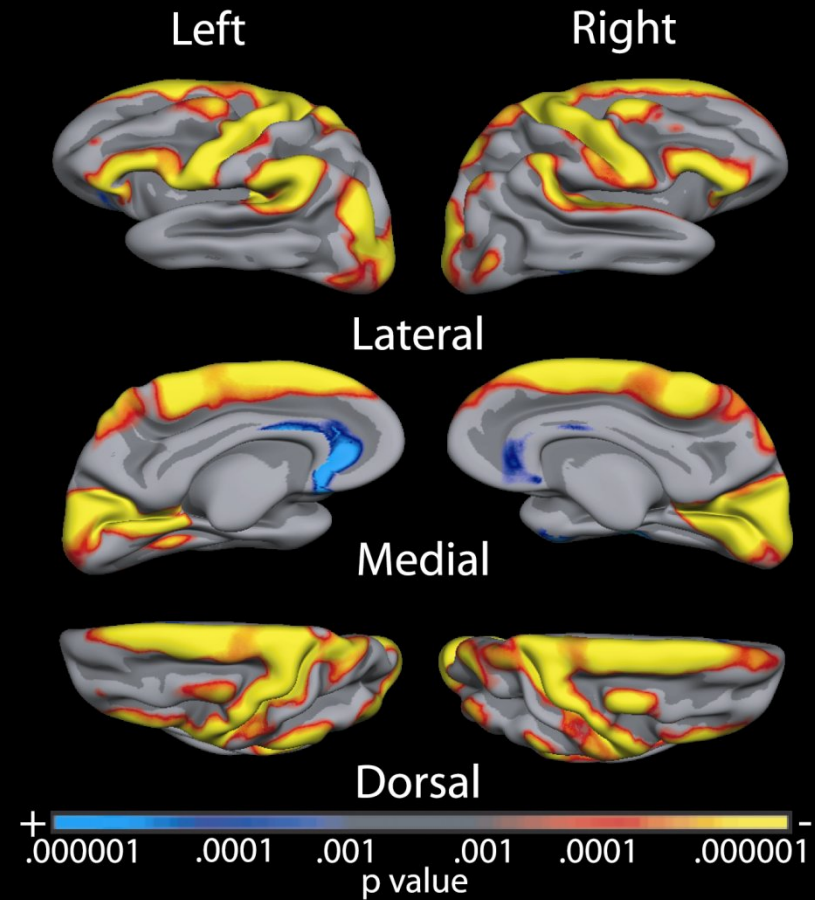 Left Right
Lateral
Medial
Dorsal
+ -
.000001 .0001 .001 .001 .0001 .000001
p value